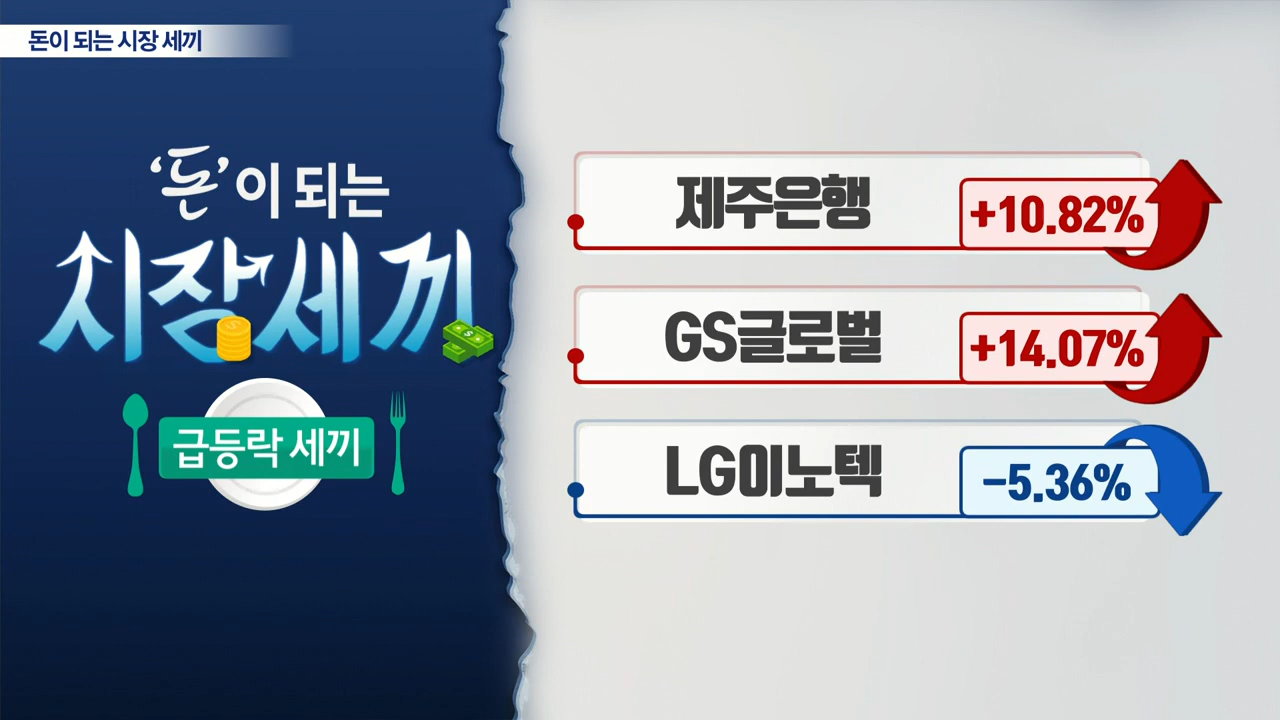 돈이 되는 시장 세끼
‘돈’이 되는
시장세끼
급등락 세끼
제주은행
+10.82%
GS글로벌
+14.07%
LG이노텍
-5.36%